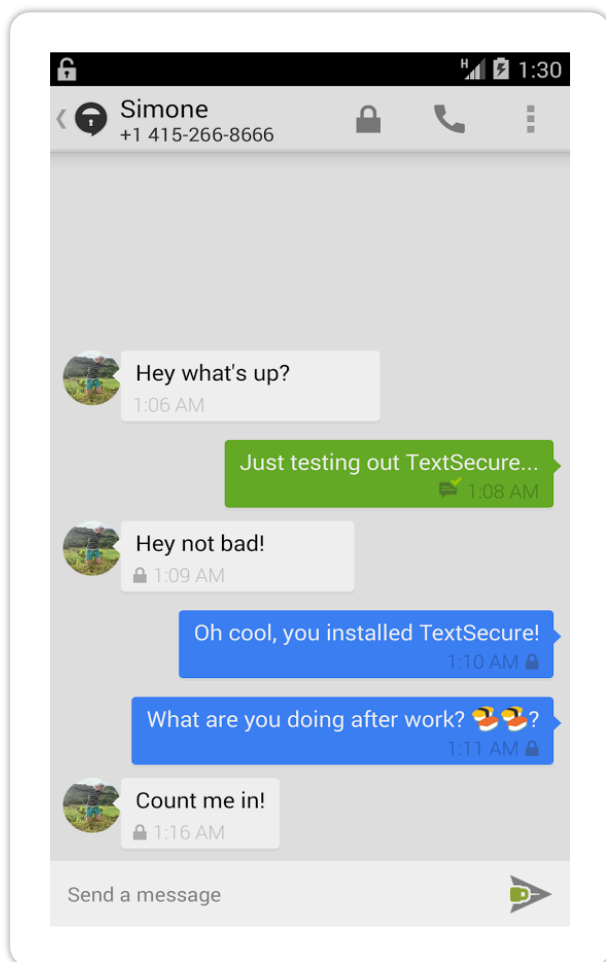 H 1:30
Simone
+1 415-266-8666
Hey what's up?
1:06 AM
Just testing out TextSecure...
1:08 AM
Hey not bad!
1:09 AM
Oh cool, you installed TextSecure!
1:10 AM
What are you doing after work? 🍣🍣?
1:11 AM
Count me in!
1:16 AM
Send a message